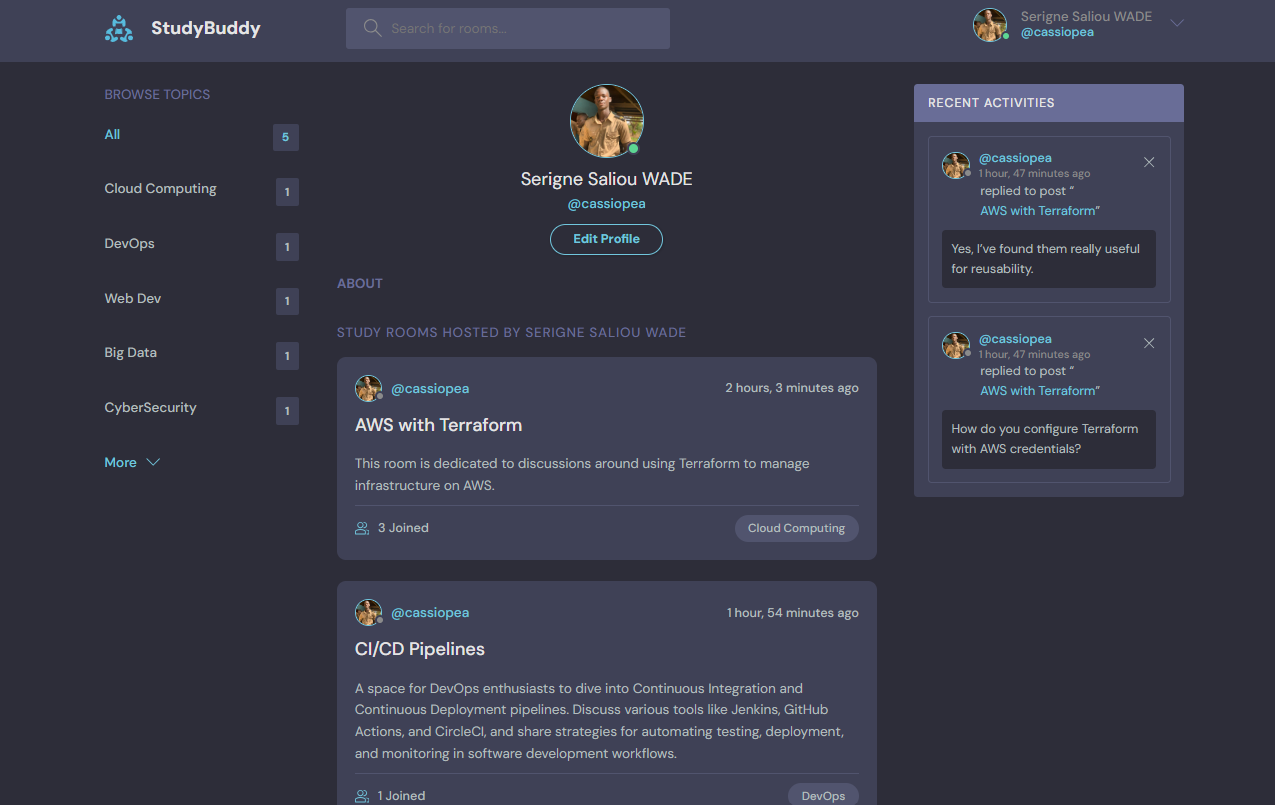 StudyBuddy
Search for rooms...
Serigne Saliou WADE
@cassiopea
BROWSE TOPICS
All
5
Cloud Computing
1
DevOps
1
Web Dev
1
Big Data
1
CyberSecurity
1
More
Serigne Saliou WADE
@cassiopea
Edit Profile
ABOUT
STUDY ROOMS HOSTED BY SERIGNE SALIOU WADE
@cassiopea
2 hours, 3 minutes ago
AWS with Terraform
This room is dedicated to discussions around using Terraform to manage
infrastructure on AWS.
3 Joined
Cloud Computing
@cassiopea
1 hour, 54 minutes ago
CI/CD Pipelines
A space for DevOps enthusiasts to dive into Continuous Integration and
Continuous Deployment pipelines. Discuss various tools like Jenkins, GitHub
Actions, and CircleCI, and share strategies for automating testing, deployment,
and monitoring in software development workflows.
1 Joined
DevOps
RECENT ACTIVITIES
@cassiopea
1 hour, 47 minutes ago
replied to post “
AWS with Terraform”
Yes, I’ve found them really useful
for reusability.
@cassiopea
1 hour, 47 minutes ago
replied to post “
AWS with Terraform”
How do you configure Terraform
with AWS credentials?